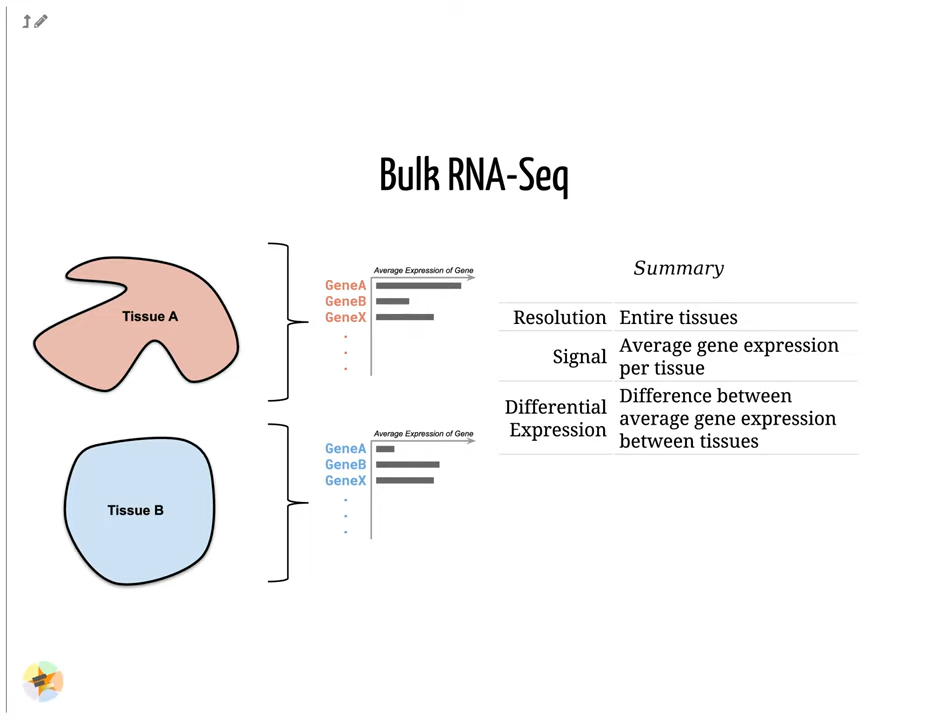 Bulk RNA-Seq
Tissue A
Average Expression of Gene
GeneA
GeneB
GeneX
.
.
.
Tissue B
Average Expression of Gene
GeneA
GeneB
GeneX
.
.
.
Summary
Resolution Entire tissues
Signal Average gene expression
per tissue
Differential Expression Difference between
average gene expression
between tissues